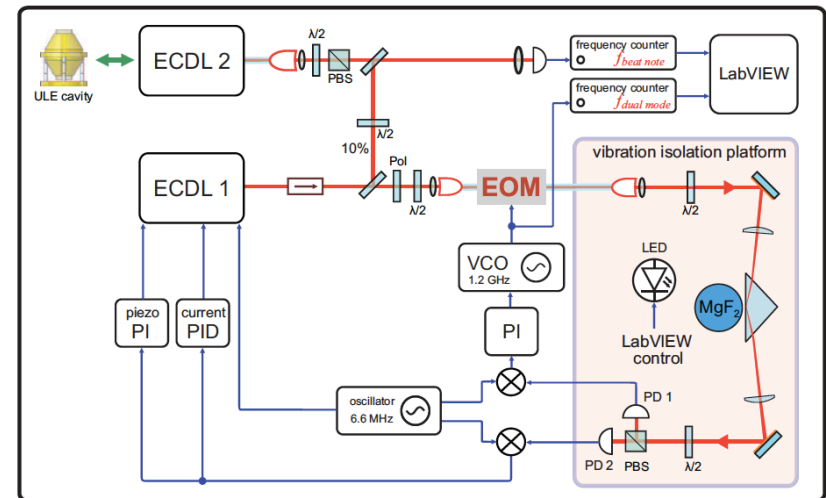 ULE cavity
ECDL 2
λ/2
PBS
frequency counter
f beat note
frequency counter
f dual mode
LabVIEW
λ/2
10%
ECDL 1
Pol
λ/2
EOM
vibration isolation platform
λ/2
VCO
1.2 GHz
LED
MgF2
LabVIEW
control
piezo
PI
current
PID
PI
oscillator
6.6 MHz
PD 1
PD 2
PBS
λ/2